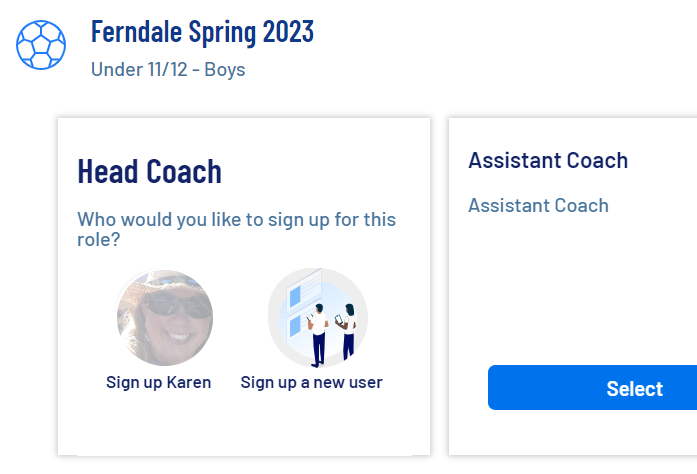 Ferndale Spring 2023
Under 11/12 - Boys
Head Coach
Who would you like to sign up for this
role?
Sign up Karen
Sign up a new user
Assistant Coach
Assistant Coach
Select